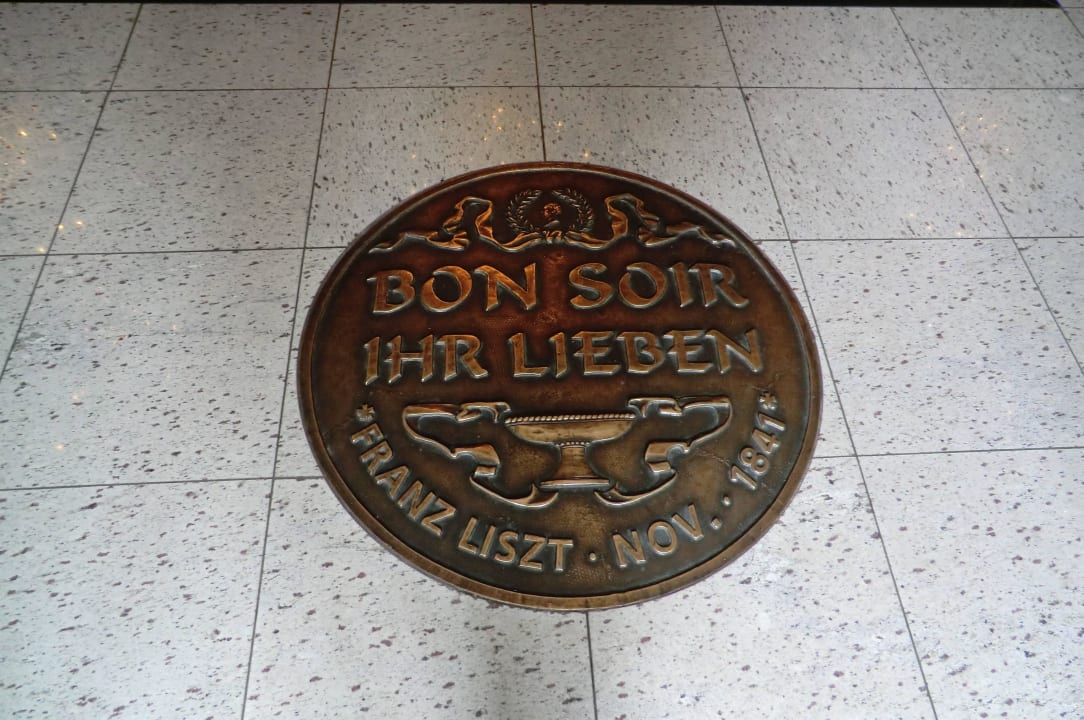 BON SOIR
IHR LIEBEN
* FRANZ LISZT · NOV. · 1841 *